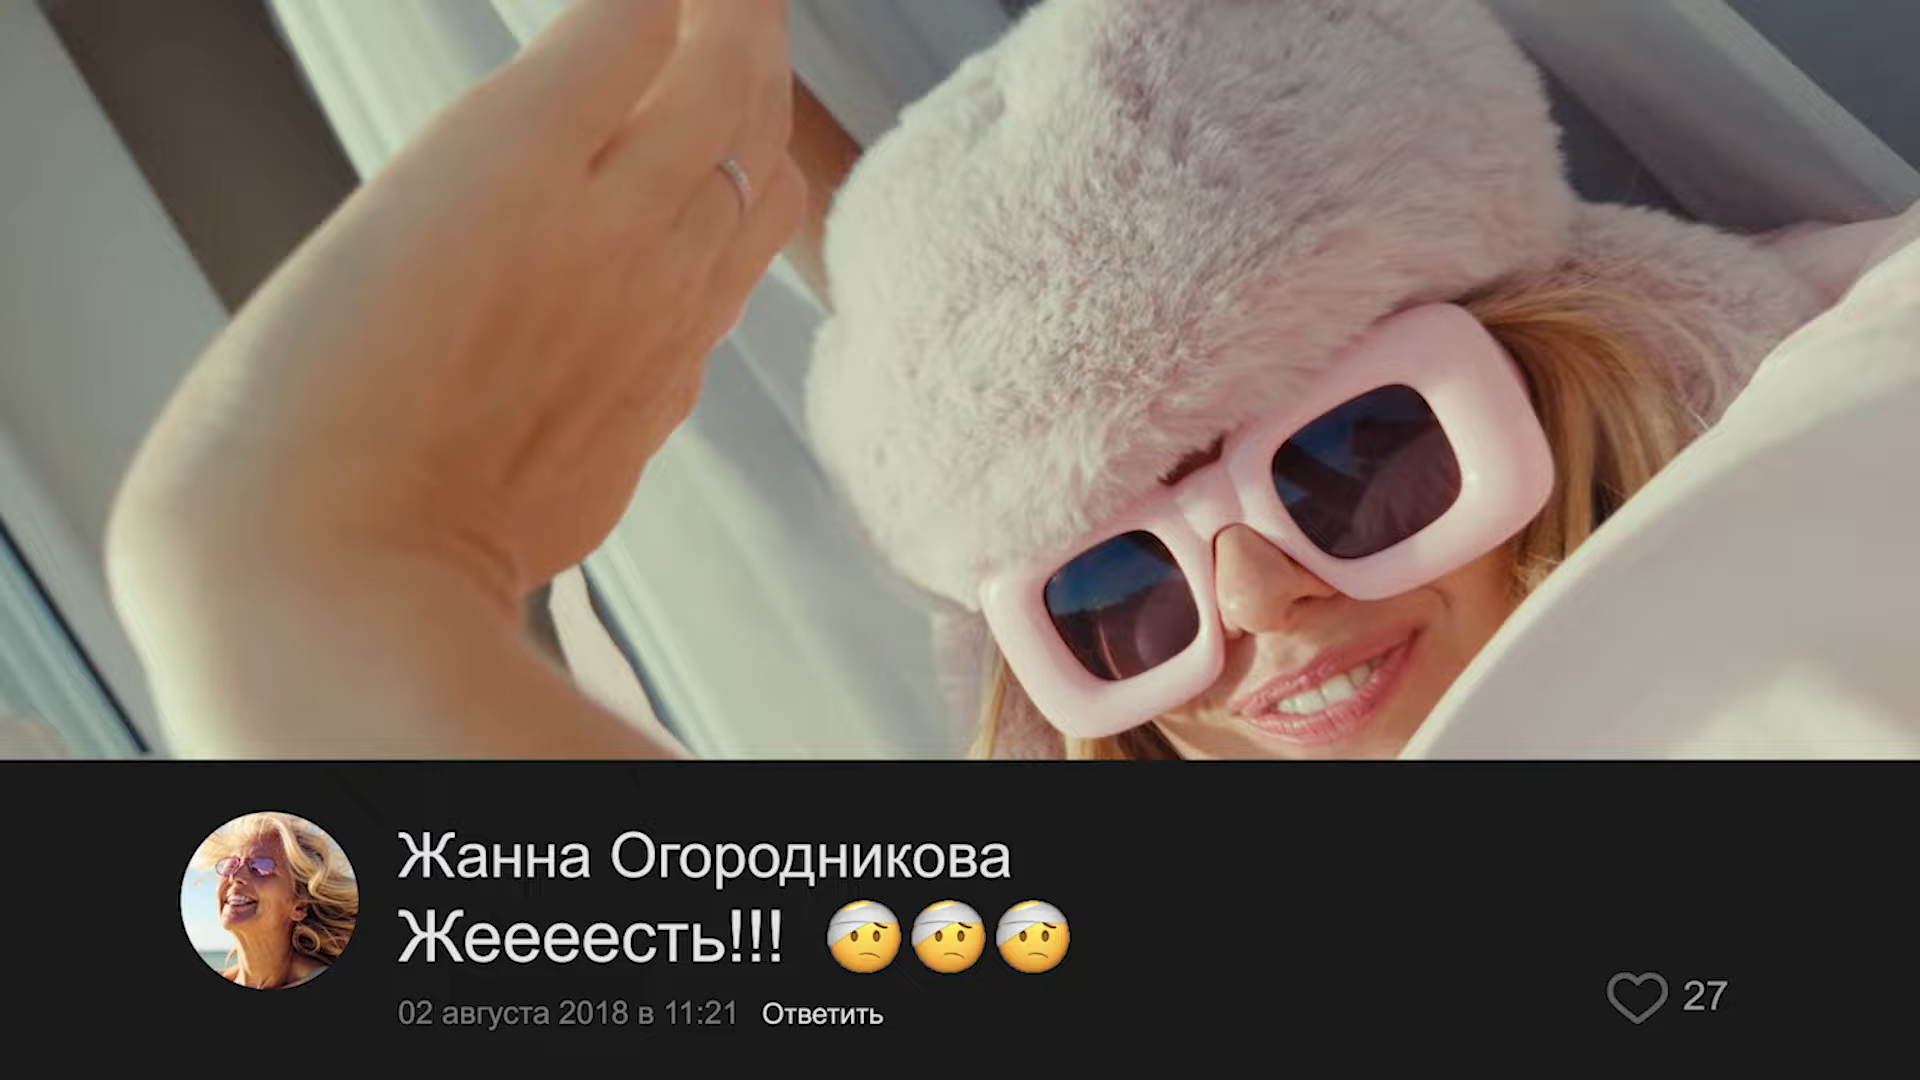 Жанна Огородникова
Жеееесть!!! 🤕🤕🤕
02 августа 2018 в 11:21 Ответить
27